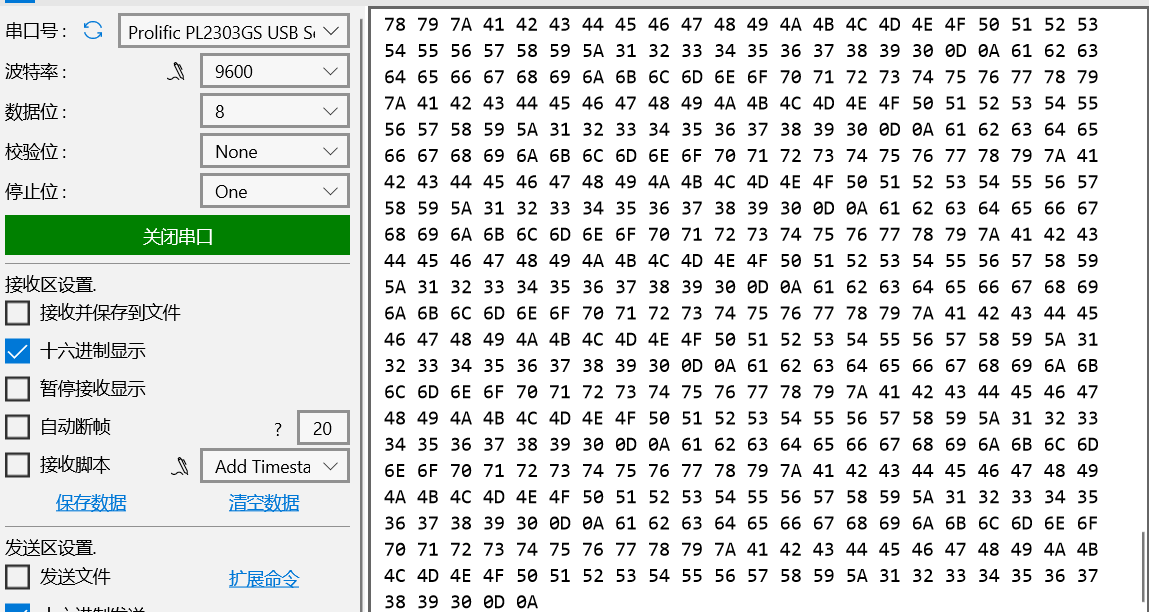 串口号:
Prolific PL2303GS USB Se
波特率:
9600
数据位:
8
校验位:
None
停止位:
One
关闭串口
接收区设置.
接收并保存到文件
十六进制显示
暂停接收显示
自动断帧 ? 20
接收脚本 Add Timesta
保存数据 清空数据
发送区设置.
发送文件 扩展命令
十六进制发送
78 79 7A 41 42 43 44 45 46 47 48 49 4A 4B 4C 4D 4E 4F 50 51 52 53
54 55 56 57 58 59 5A 31 32 33 34 35 36 37 38 39 30 0D 0A 61 62 63
64 65 66 67 68 69 6A 6B 6C 6D 6E 6F 70 71 72 73 74 75 76 77 78 79
7A 41 42 43 44 45 46 47 48 49 4A 4B 4C 4D 4E 4F 50 51 52 53 54 55
56 57 58 59 5A 31 32 33 34 35 36 37 38 39 30 0D 0A 61 62 63 64 65
66 67 68 69 6A 6B 6C 6D 6E 6F 70 71 72 73 74 75 76 77 78 79 7A 41
42 43 44 45 46 47 48 49 4A 4B 4C 4D 4E 4F 50 51 52 53 54 55 56 57
58 59 5A 31 32 33 34 35 36 37 38 39 30 0D 0A 61 62 63 64 65 66 67
68 69 6A 6B 6C 6D 6E 6F 70 71 72 73 74 75 76 77 78 79 7A 41 42 43
44 45 46 47 48 49 4A 4B 4C 4D 4E 4F 50 51 52 53 54 55 56 57 58 59
5A 31 32 33 34 35 36 37 38 39 30 0D 0A 61 62 63 64 65 66 67 68 69
6A 6B 6C 6D 6E 6F 70 71 72 73 74 75 76 77 78 79 7A 41 42 43 44 45
46 47 48 49 4A 4B 4C 4D 4E 4F 50 51 52 53 54 55 56 57 58 59 5A 31
32 33 34 35 36 37 38 39 30 0D 0A 61 62 63 64 65 66 67 68 69 6A 6B
6C 6D 6E 6F 70 71 72 73 74 75 76 77 78 79 7A 41 42 43 44 45 46 47
48 49 4A 4B 4C 4D 4E 4F 50 51 52 53 54 55 56 57 58 59 5A 31 32 33
34 35 36 37 38 39 30 0D 0A 61 62 63 64 65 66 67 68 69 6A 6B 6C 6D
6E 6F 70 71 72 73 74 75 76 77 78 79 7A 41 42 43 44 45 46 47 48 49
4A 4B 4C 4D 4E 4F 50 51 52 53 54 55 56 57 58 59 5A 31 32 33 34 35
36 37 38 39 30 0D 0A 61 62 63 64 65 66 67 68 69 6A 6B 6C 6D 6E 6F
70 71 72 73 74 75 76 77 78 79 7A 41 42 43 44 45 46 47 48 49 4A 4B
4C 4D 4E 4F 50 51 52 53 54 55 56 57 58 59 5A 31 32 33 34 35 36 37
38 39 30 0D 0A